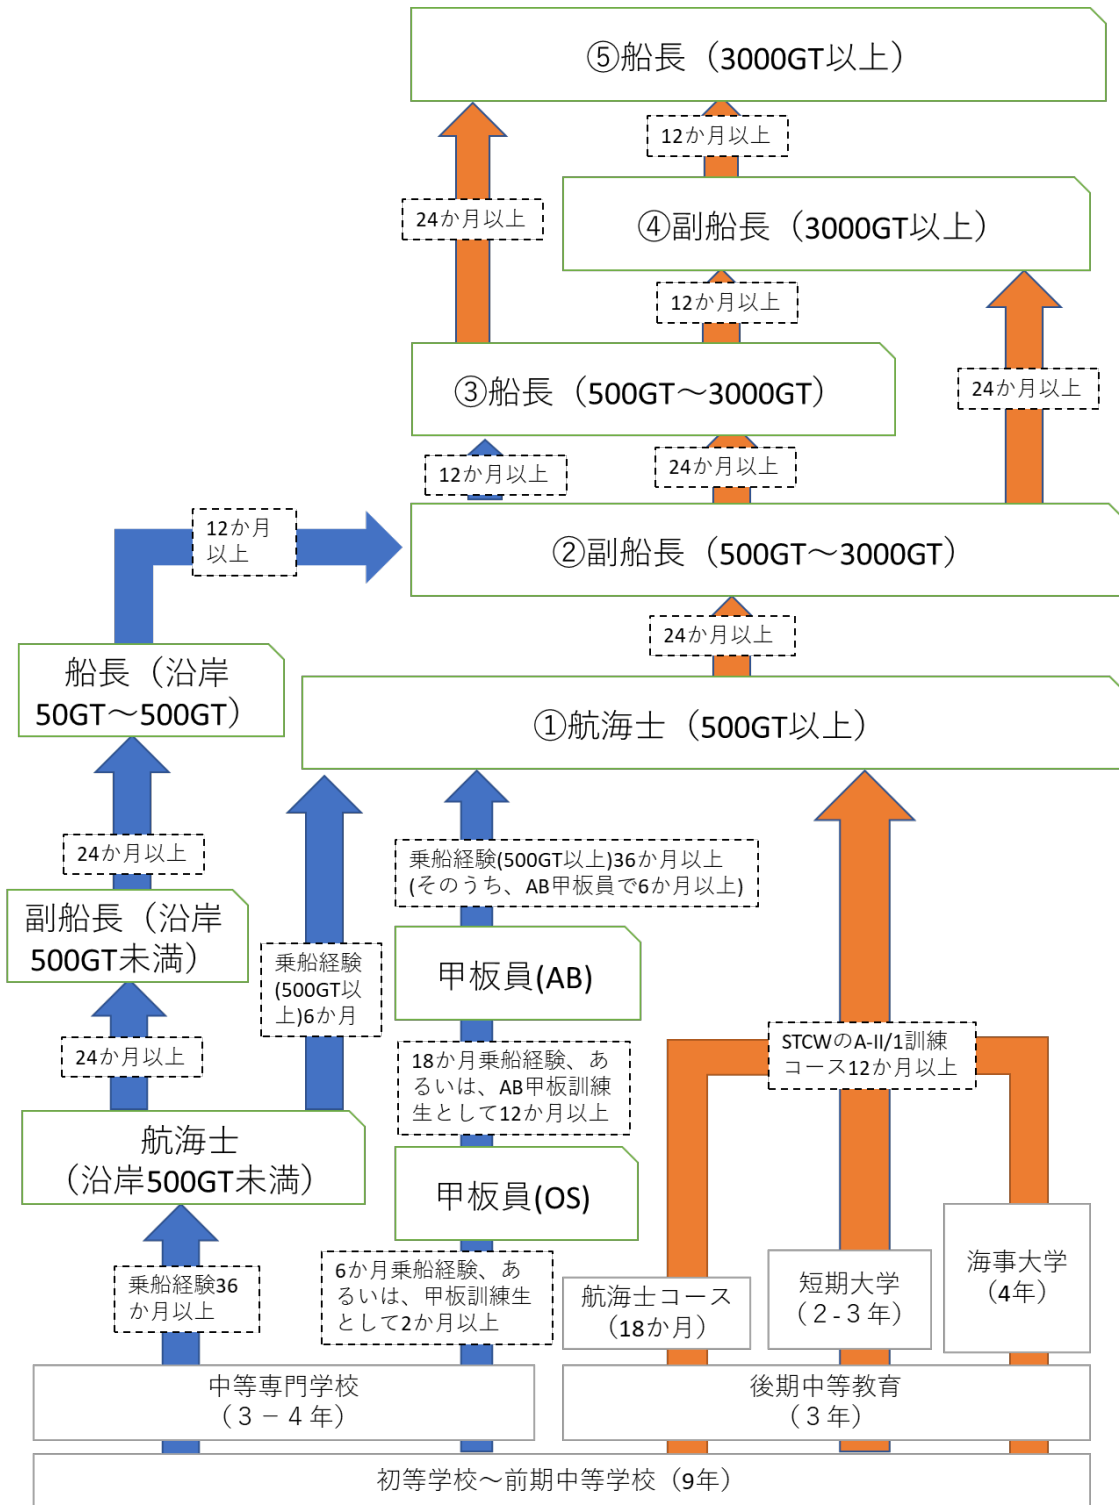 ⑤船長（3000GT以上）
12か月以上
24か月以上
④副船長（3000GT以上）
12か月以上
24か月以上
③船長（500GT～3000GT）
12か月以上
24か月以上
12か月
以上
②副船長（500GT～3000GT）
24か月以上
船長（沿岸
50GT～500GT）
①航海士（500GT以上）
24か月以上
乗船経験(500GT以上)36か月以上
(そのうち、AB甲板員で6か月以上)
副船長（沿岸
500GT未満）
乗船経験
(500GT以
上)6か月
甲板員(AB)
24か月以上
18か月乗船経験、あ
るいは、AB甲板訓練
生として12か月以上
STCWのA-II/1訓練
コース12か月以上
航海士
（沿岸500GT未満）
甲板員(OS)
乗船経験36
か月以上
6か月乗船経験、あ
るいは、甲板訓練生
として2か月以上
航海士コース
（18か月）
短期大学
（２-３年）
海事大学
（4年）
中等専門学校
（３－４年）
後期中等教育
（３年）
初等学校～前期中等学校（9年）